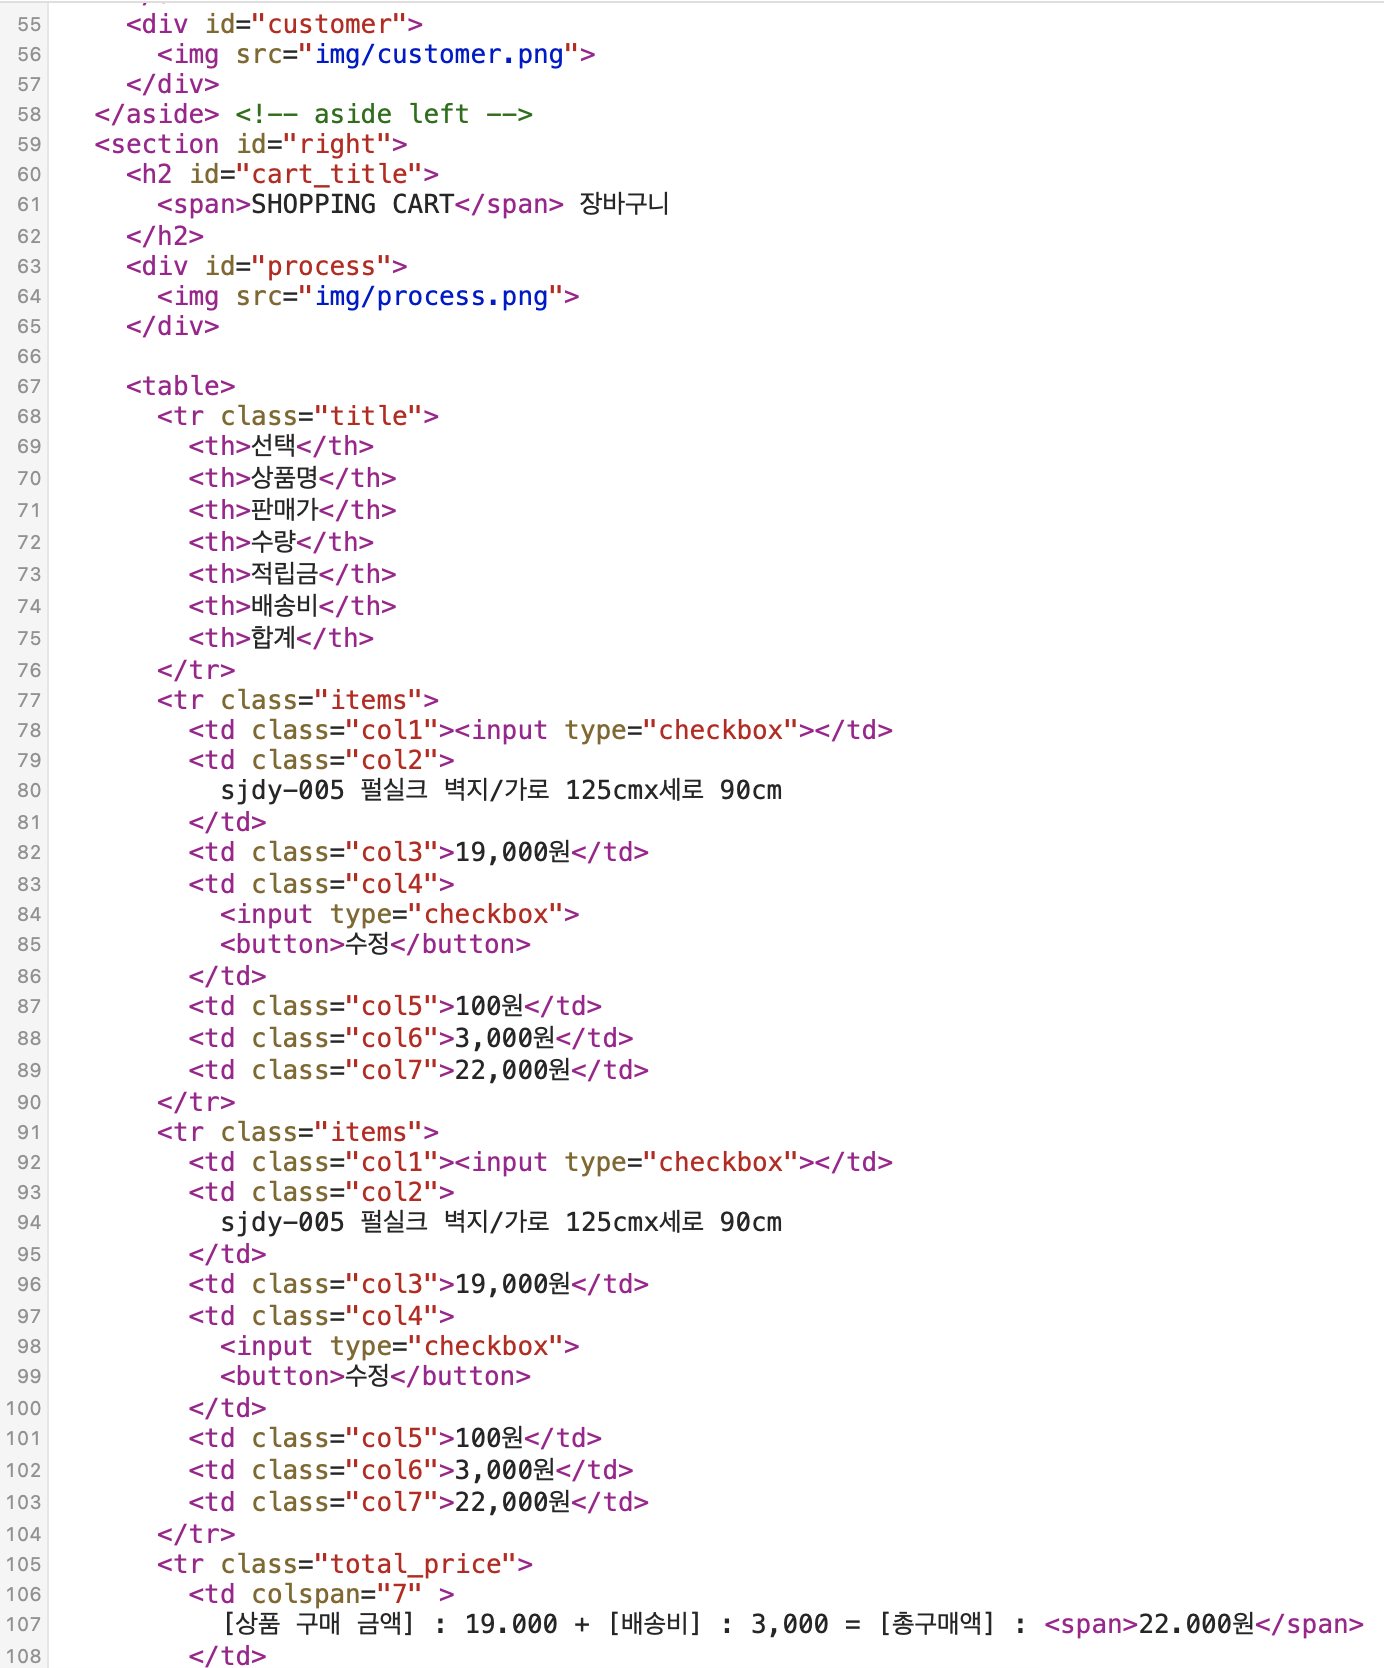 55 <div id="customer">
56 <img src="img/customer.png">
57 </div>
58 </aside> <!-- aside left -->
59 <section id="right">
60 <h2 id="cart_title">
61 <span>SHOPPING CART</span> 장바구니
62 </h2>
63 <div id="process">
64 <img src="img/process.png">
65 </div>
66
67 <table>
68 <tr class="title">
69 <th>선택</th>
70 <th>상품명</th>
71 <th>판매가</th>
72 <th>수량</th>
73 <th>적립금</th>
74 <th>배송비</th>
75 <th>합계</th>
76 </tr>
77 <tr class="items">
78 <td class="col1"><input type="checkbox"></td>
79 <td class="col2">
80 sjdy-005 펄실크 벽지/가로 125cmx세로 90cm
81 </td>
82 <td class="col3">19,000원</td>
83 <td class="col4">
84 <input type="checkbox">
85 <button>수정</button>
86 </td>
87 <td class="col5">100원</td>
88 <td class="col6">3,000원</td>
89 <td class="col7">22,000원</td>
90 </tr>
91 <tr class="items">
92 <td class="col1"><input type="checkbox"></td>
93 <td class="col2">
94 sjdy-005 펄실크 벽지/가로 125cmx세로 90cm
95 </td>
96 <td class="col3">19,000원</td>
97 <td class="col4">
98 <input type="checkbox">
99 <button>수정</button>
100 </td>
101 <td class="col5">100원</td>
102 <td class="col6">3,000원</td>
103 <td class="col7">22,000원</td>
104 </tr>
105 <tr class="total_price">
106 <td colspan="7" >
107 [상품 구매 금액] : 19.000 + [배송비] : 3,000 = [총구매액] : <span>22.000원</span>
108 </td>